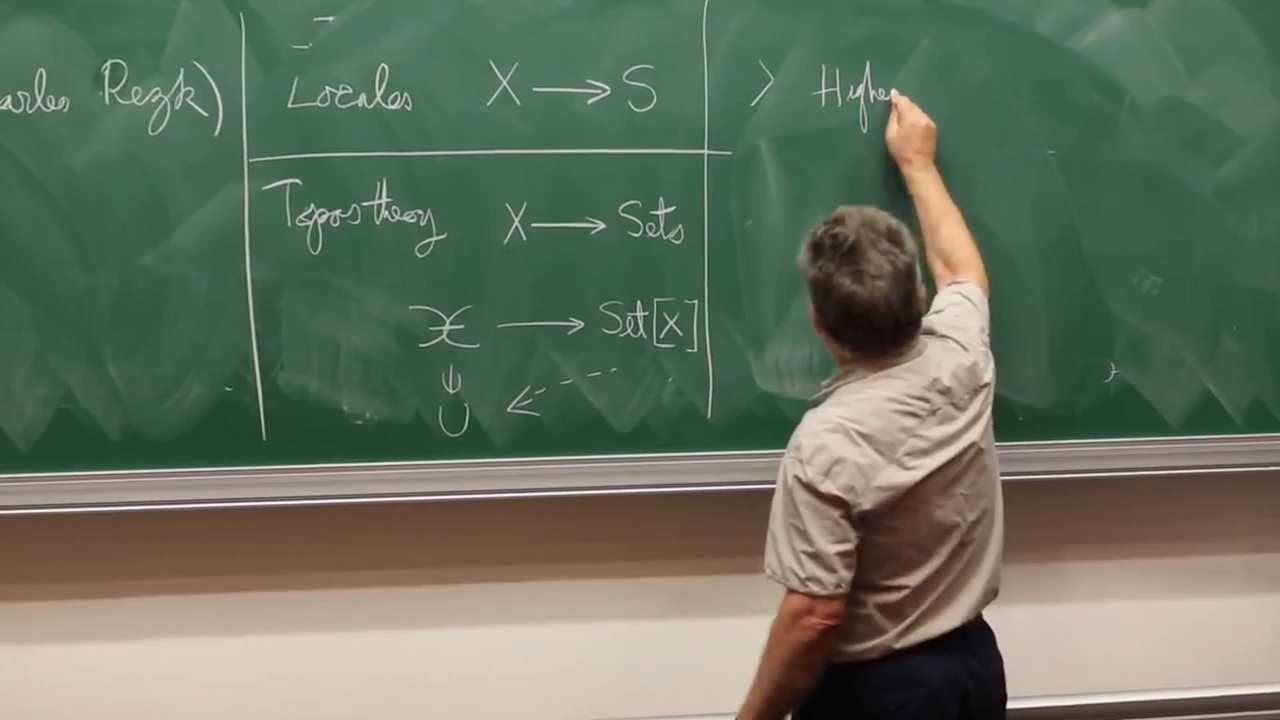 arles Rezk)
Locales X → S
Topos theory X → Sets
𝒳 → Set[X]
ψ
U
> Highe